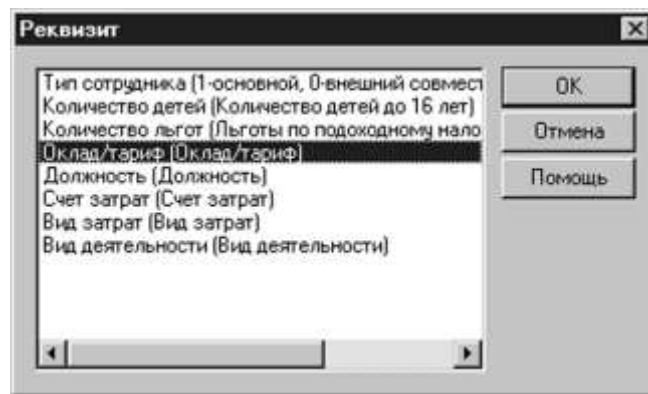 Реквизит
Тип сотрудника (1-основной, 0-внешний совмест
Количество детей (Количество детей до 16 лет)
Количество льгот (Льготы по подоходному нало
Оклад/тариф (Оклад/тариф)
Должность (Должность)
Счет затрат (Счет затрат)
Вид затрат (Вид затрат)
Вид деятельности (Вид деятельности)
OK
Отмена
Помощь